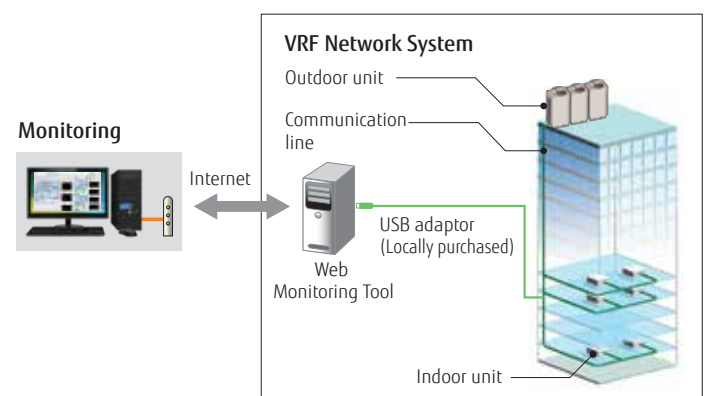 VRF Network System
Outdoor unit
Communication
line
Monitoring
Internet
USB adaptor
(Locally purchased)
Web
Monitoring Tool
Indoor unit